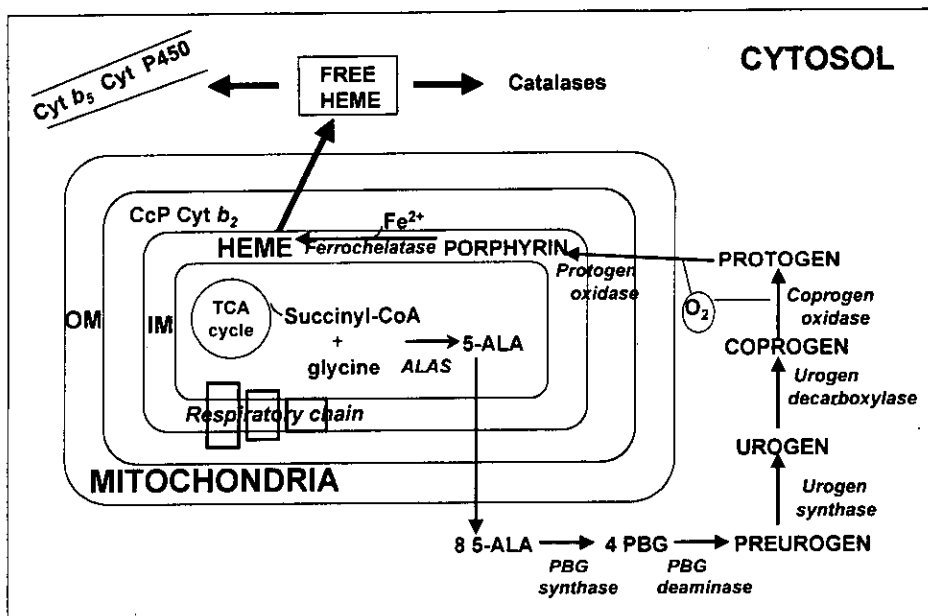 CYTOSOL
Cyt b5 Cyt P450
FREE
HEME
Catalases
CcP Cyt b2
Fe2+
HEME
Ferrochelatase
PORPHYRIN
Protogen
oxidase
PROTOGEN
O2
Coprogen
oxidase
COPROGEN
OM
IM
TCA
cycle
Succinyl-CoA
+
glycine
ALAS
5-ALA
Respiratory chain
Urogen
decarboxylase
UROGEN
MITOCHONDRIA
Urogen
synthase
8 5-ALA
4 PBG
PREUROGEN
PBG
synthase
PBG
deaminase